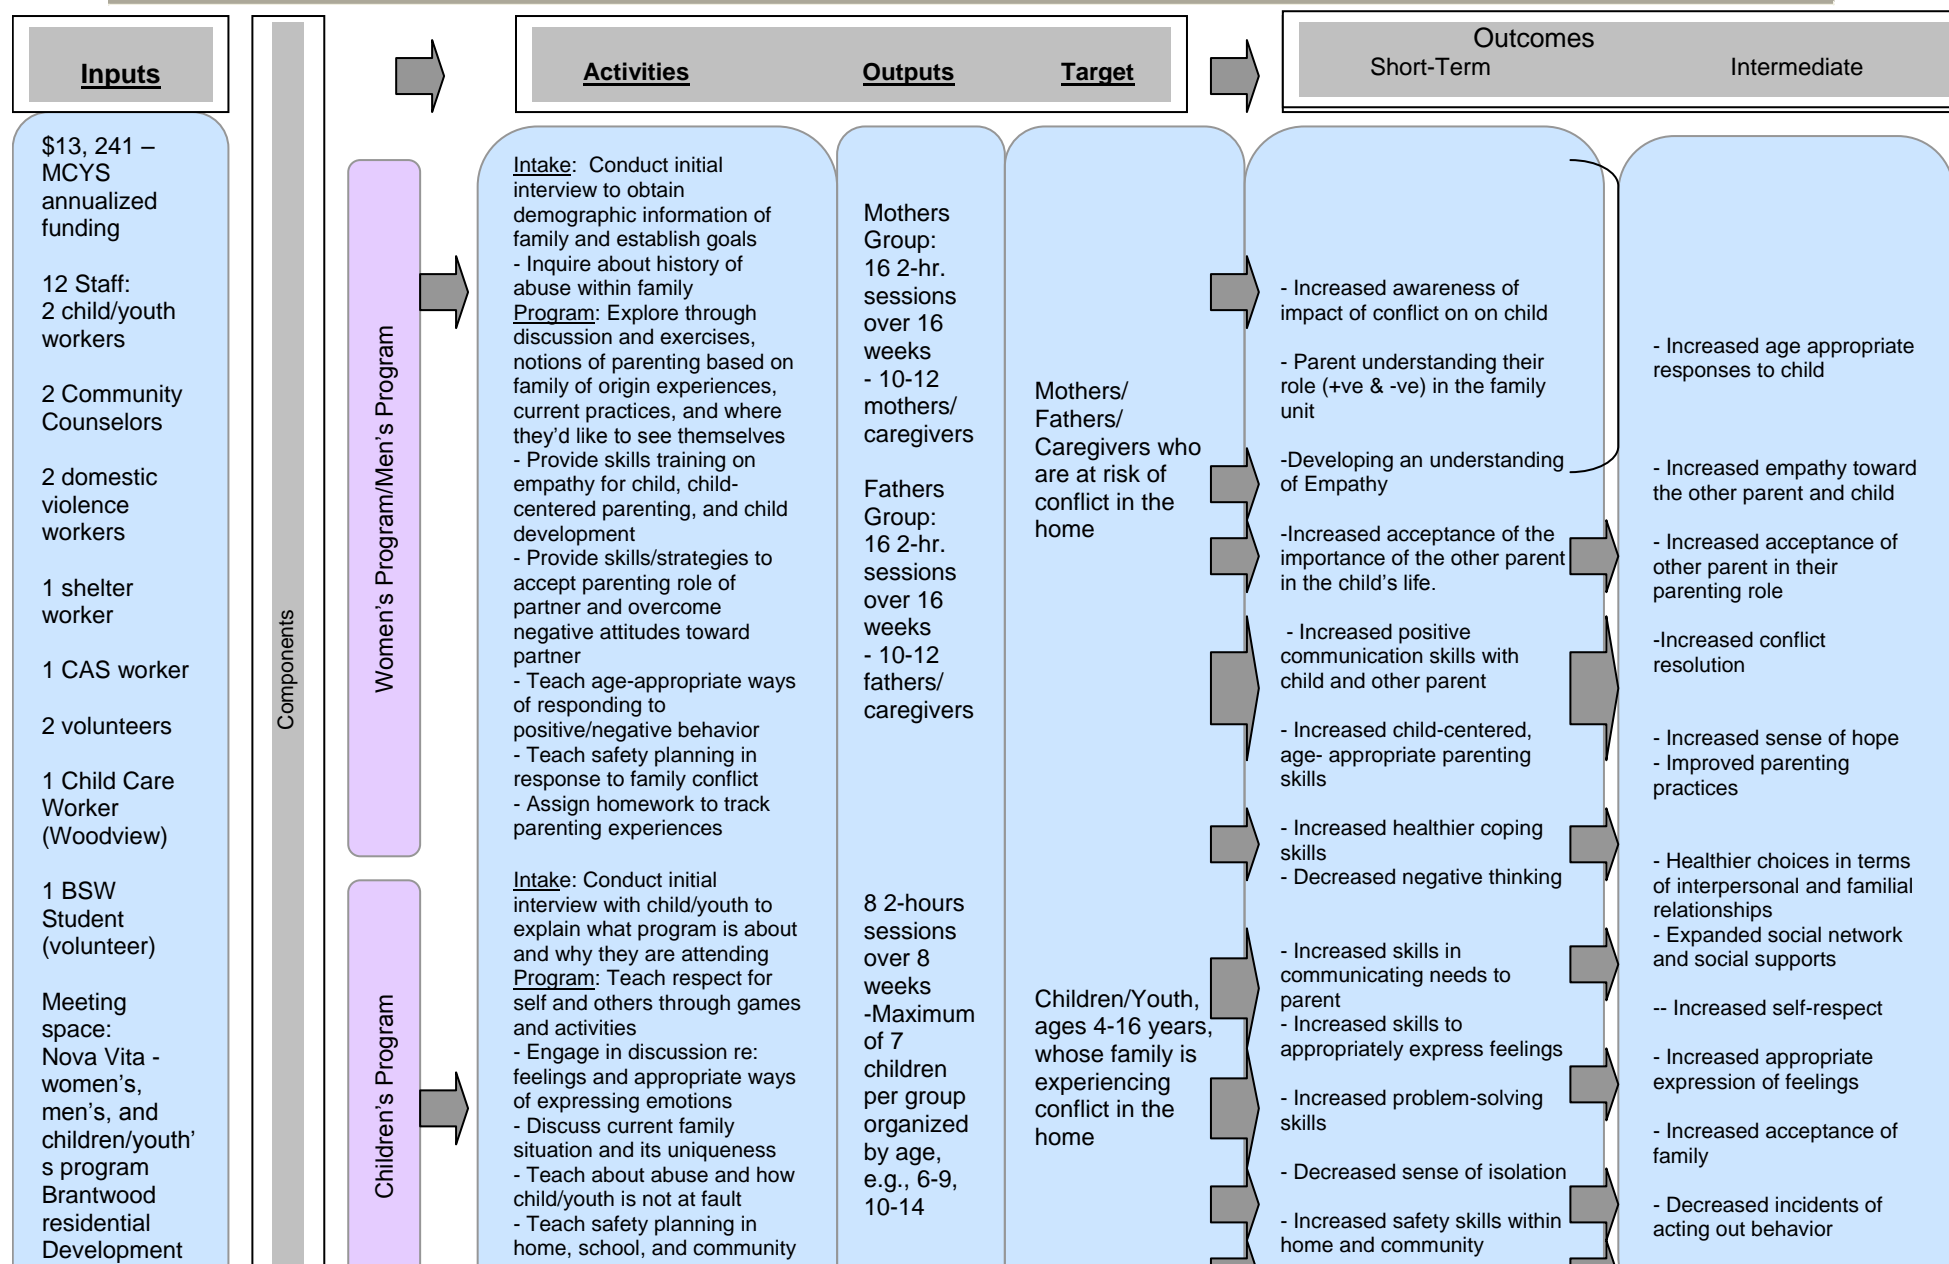 Inputs
Activities
Outputs
Target
Outcomes
Short-Term
Intermediate
$13, 241 –
MCYS
annualized
funding
12 Staff:
2 child/youth
workers
2 Community
Counselors
2 domestic
violence
workers
1 shelter
worker
1 CAS worker
2 volunteers
1 Child Care
Worker
(Woodview)
1 BSW
Student
(volunteer)
Meeting
space:
Nova Vita -
women’s,
men’s, and
children/youth’
s program
Brantwood
residential
Development
Components
Women’s Program/Men’s Program
Intake:  Conduct initial
interview to obtain
demographic information of
family and establish goals
- Inquire about history of
abuse within family
Program: Explore through
discussion and exercises,
notions of parenting based on
family of origin experiences,
current practices, and where
they’d like to see themselves
- Provide skills training on
empathy for child, child-
centered parenting, and child
development
- Provide skills/strategies to
accept parenting role of
partner and overcome
negative attitudes toward
partner
- Teach age-appropriate ways
of responding to
positive/negative behavior
- Teach safety planning in
response to family conflict
- Assign homework to track
parenting experiences
Mothers
Group:
16 2-hr.
sessions
over 16
weeks
- 10-12
mothers/
caregivers
Fathers
Group:
16 2-hr.
sessions
over 16
weeks
- 10-12
fathers/
caregivers
Mothers/
Fathers/
Caregivers who
are at risk of
conflict in the
home
- Increased awareness of
impact of conflict on on child
- Parent understanding their
role (+ve & -ve) in the family
unit
-Developing an understanding
of Empathy
-Increased acceptance of the
importance of the other parent
in the child’s life.
- Increased positive
communication skills with
child and other parent
- Increased child-centered,
age- appropriate parenting
skills
- Increased healthier coping
skills
- Decreased negative thinking
- Increased age appropriate
responses to child
- Increased empathy toward
the other parent and child
- Increased acceptance of
other parent in their
parenting role
-Increased conflict
resolution
- Increased sense of hope
- Improved parenting
practices
- Healthier choices in terms
of interpersonal and familial
relationships
- Expanded social network
and social supports
Children’s Program
Intake: Conduct initial
interview with child/youth to
explain what program is about
and why they are attending
Program: Teach respect for
self and others through games
and activities
- Engage in discussion re:
feelings and appropriate ways
of expressing emotions
- Discuss current family
situation and its uniqueness
- Teach about abuse and how
child/youth is not at fault
- Teach safety planning in
home, school, and community
8 2-hours
sessions
over 8
weeks
-Maximum
of 7
children
per group
organized
by age,
e.g., 6-9,
10-14
Children/Youth,
ages 4-16 years,
whose family is
experiencing
conflict in the
home
- Increased skills in
communicating needs to
parent
- Increased skills to
appropriately express feelings
- Increased problem-solving
skills
- Decreased sense of isolation
- Increased safety skills within
home and community
-- Increased self-respect
- Increased appropriate
expression of feelings
- Increased acceptance of
family
- Decreased incidents of
acting out behavior